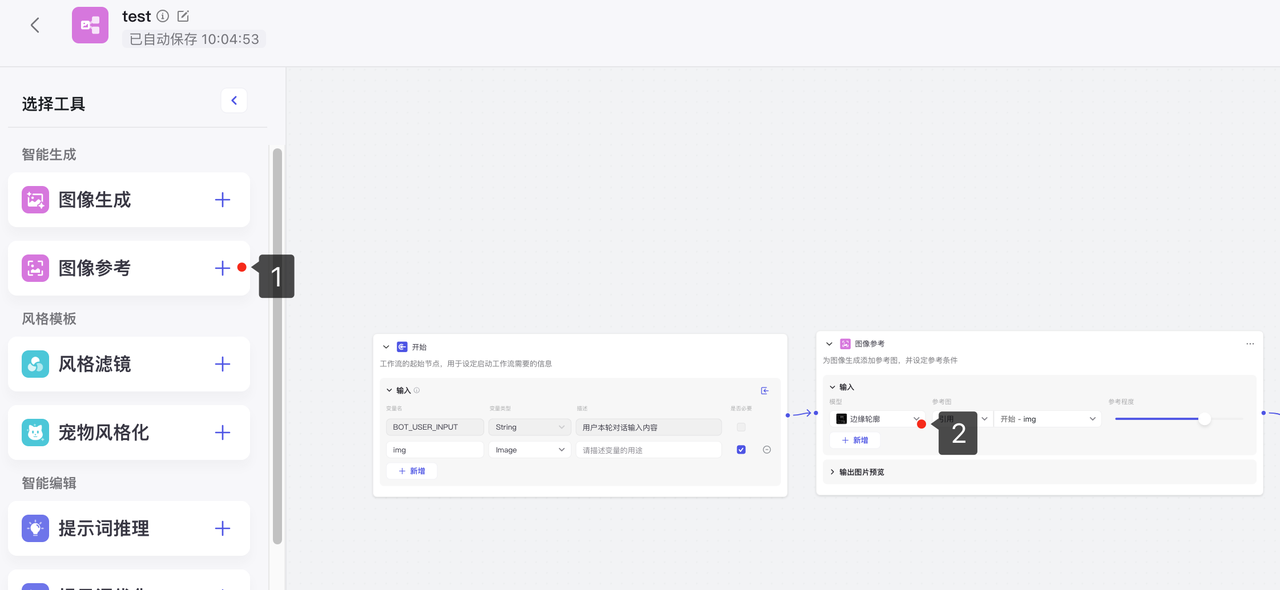 test
已自动保存 10:04:53
选择工具
智能生成
图像生成
图像参考
1
风格模板
风格滤镜
宠物风格化
智能编辑
提示词推理
开始
工作流的起始节点，用于设定启动工作流需要的信息
输入
变量名 变量类型 描述 是否必要
BOT_USER_INPUT String 用户本轮对话输入内容
img Image 请描述变量的用途
新增
图像参考
为图像生成添加参考图，并设定参考条件
输入
模型 参考图 参考程度
边缘轮廓 引用 开始 - img
2
新增
输出图片预览